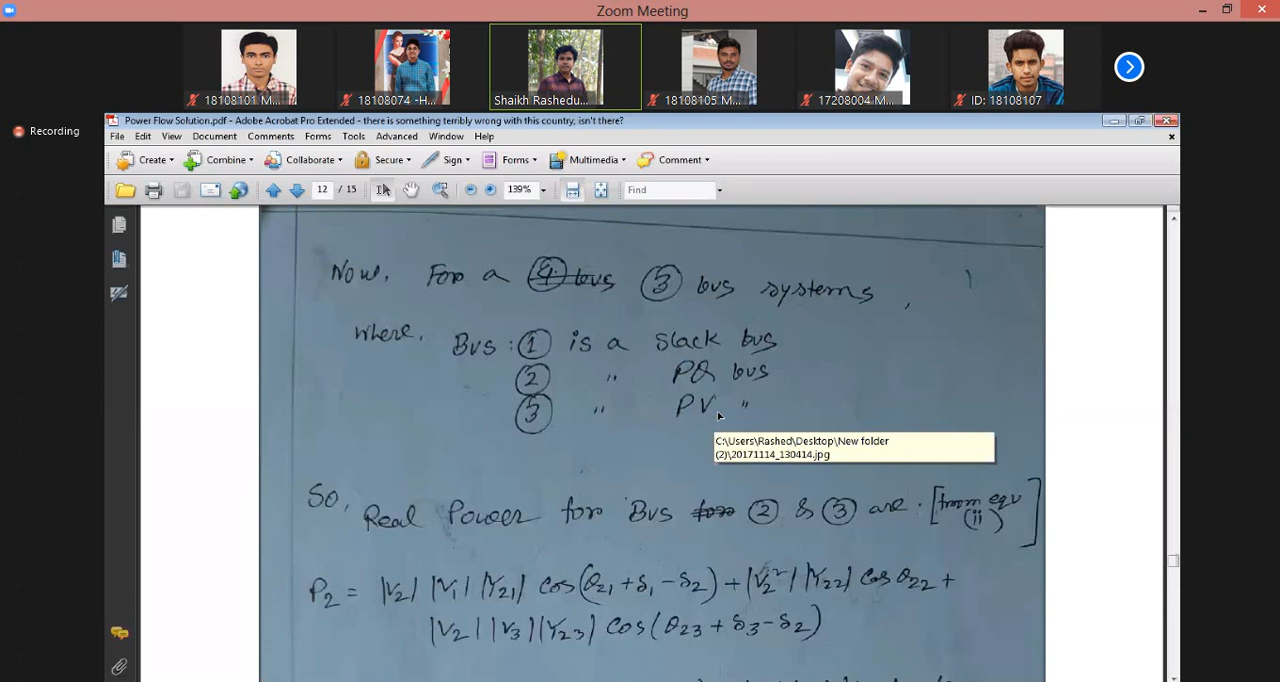 Zoom Meeting
18108101 M...
18108074 -H...
Shaikh Rashedu...
18108105 M...
17208004 M...
ID: 18108107
Recording
Power Flow Solution.pdf - Adobe Acrobat Pro Extended - there is something terribly wrong with this country, isn't there?
File Edit View Document Comments Forms Tools Advanced Window Help
Create Combine Collaborate Secure Sign Forms Multimedia Comment
12 / 15 139% Find
Now, For a 4 bus 3 bus systems,
where, Bus : 1 is a slack bus
2 " PQ bus
3 " PV "
C:\Users\Rashed\Desktop\New folder
(2)\20171114_130414.jpg
So, Real Power for Bus for 2 & 3 are. [from equ (ii)]
P2 = |V2| |V1| |Y21| cos(θ21 + δ1 - δ2) + |V2²| |Y22| cos θ22 +
|V2| |V3| |Y23| cos(θ23 + δ3 - δ2)